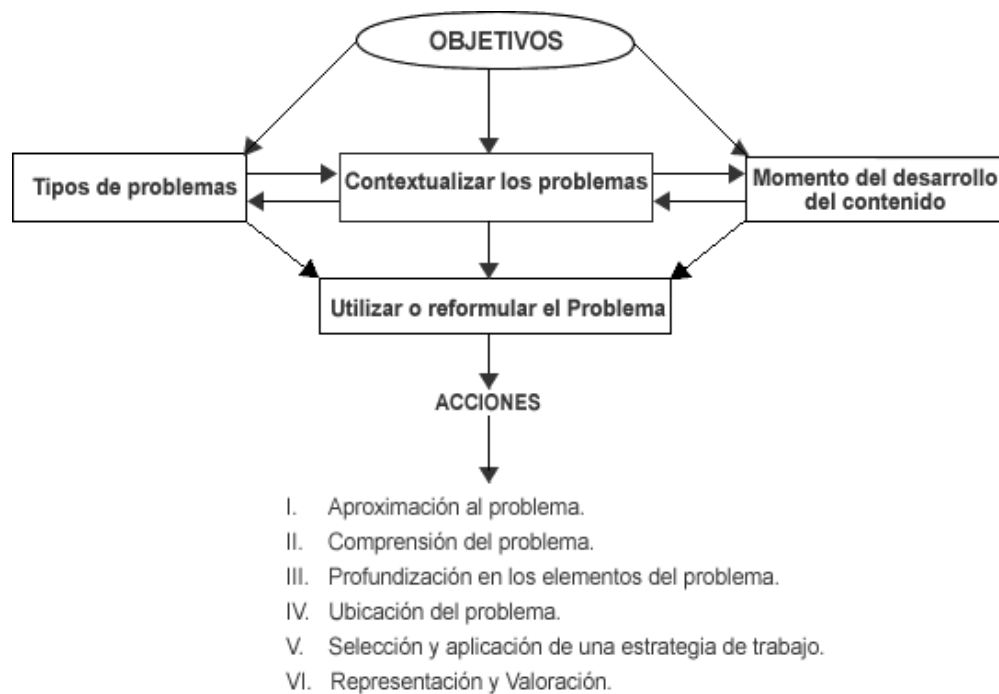 OBJETIVOS
Tipos de problemas
Contextualizar los problemas
Momento del desarrollo
del contenido
Utilizar o reformular el Problema
ACCIONES
I. Aproximación al problema.
II. Comprensión del problema.
III. Profundización en los elementos del problema.
IV. Ubicación del problema.
V. Selección y aplicación de una estrategia de trabajo.
VI. Representación y Valoración.